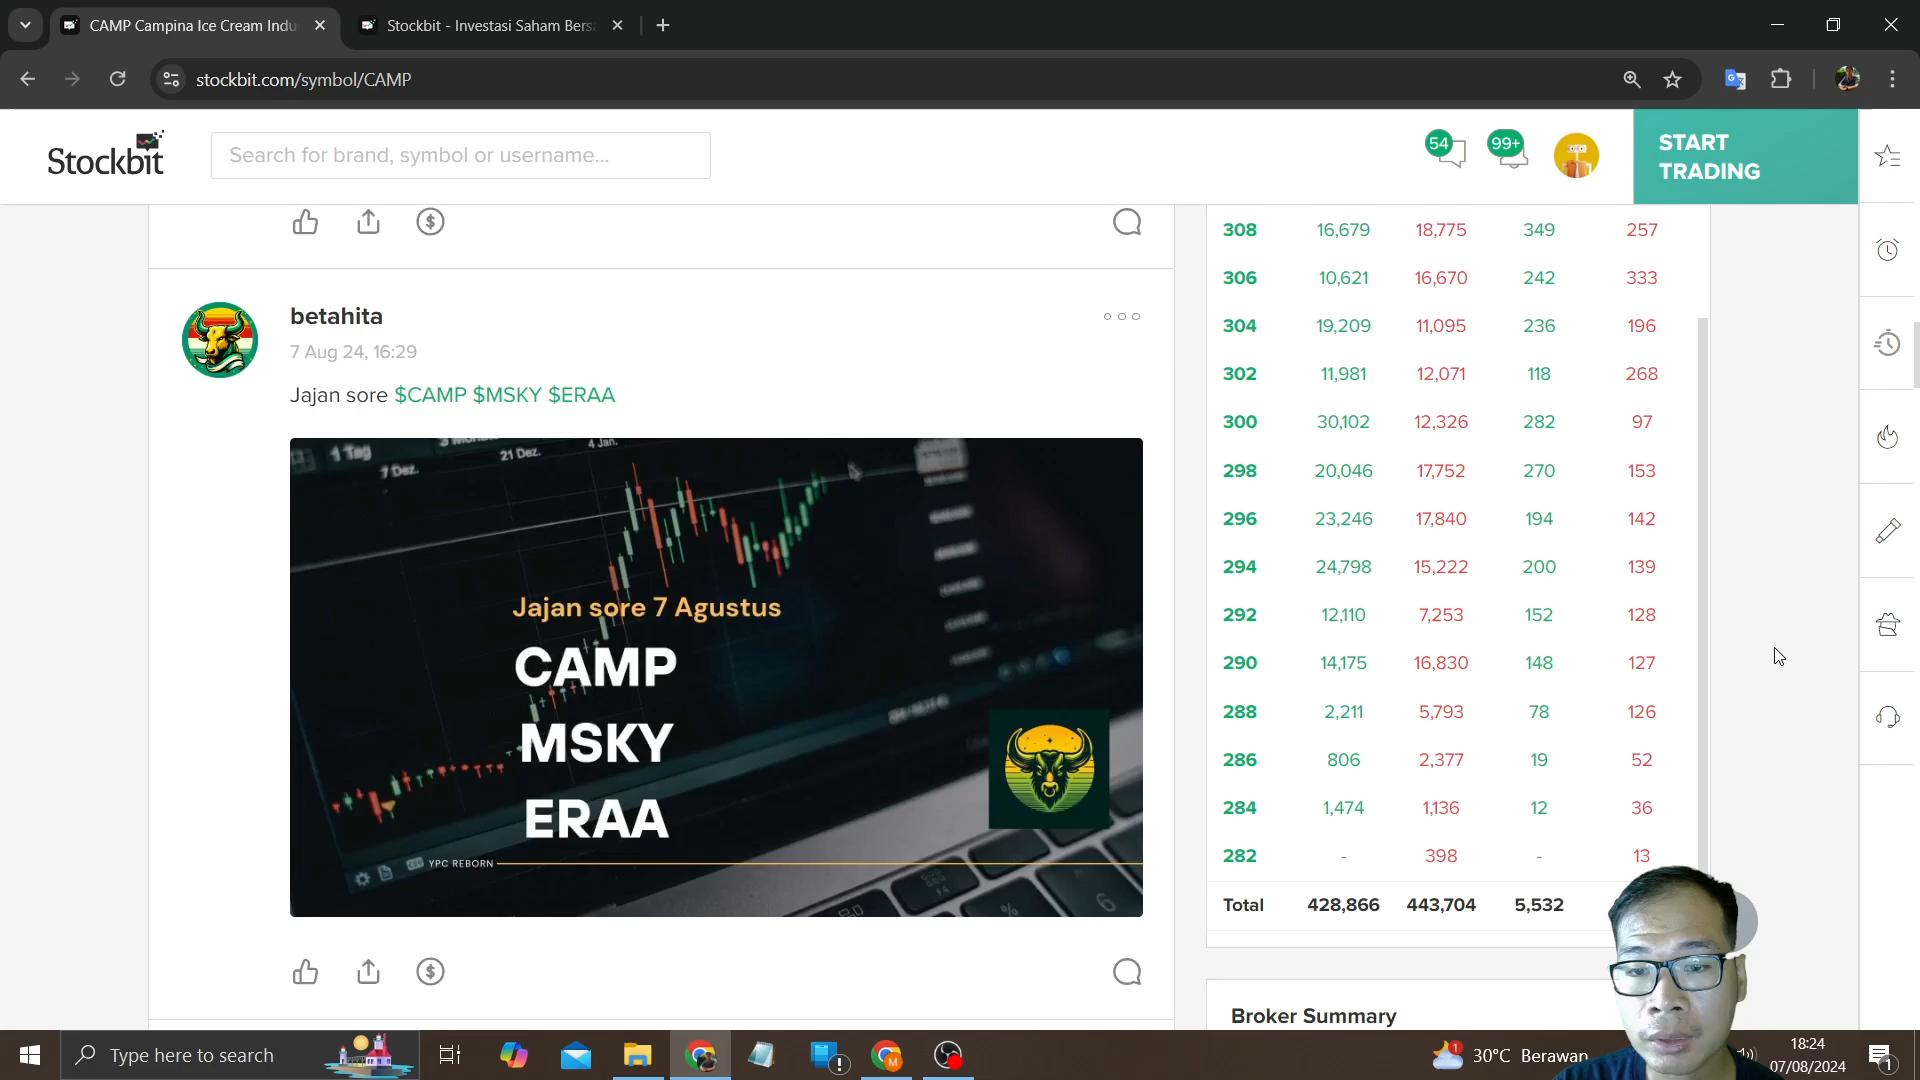 CAMP Campina Ice Cream Indu
Stockbit - Investasi Saham Bers
stockbit.com/symbol/CAMP
Stockbit
Search for brand, symbol or username...
54
99+
START
TRADING
betahita
7 Aug 24, 16:29
Jajan sore $CAMP $MSKY $ERAA
1 Tag
7 Dez.
21 Dez.
4 Jan.
Jajan sore 7 Agustus
CAMP
MSKY
ERAA
YPC REBORN
308 16,679 18,775 349 257
306 10,621 16,670 242 333
304 19,209 11,095 236 196
302 11,981 12,071 118 268
300 30,102 12,326 282 97
298 20,046 17,752 270 153
296 23,246 17,840 194 142
294 24,798 15,222 200 139
292 12,110 7,253 152 128
290 14,175 16,830 148 127
288 2,211 5,793 78 126
286 806 2,377 19 52
284 1,474 1,136 12 36
282 - 398 - 13
Total 428,866 443,704 5,532
Broker Summary
Type here to search
30°C Berawan
18:24
07/08/2024